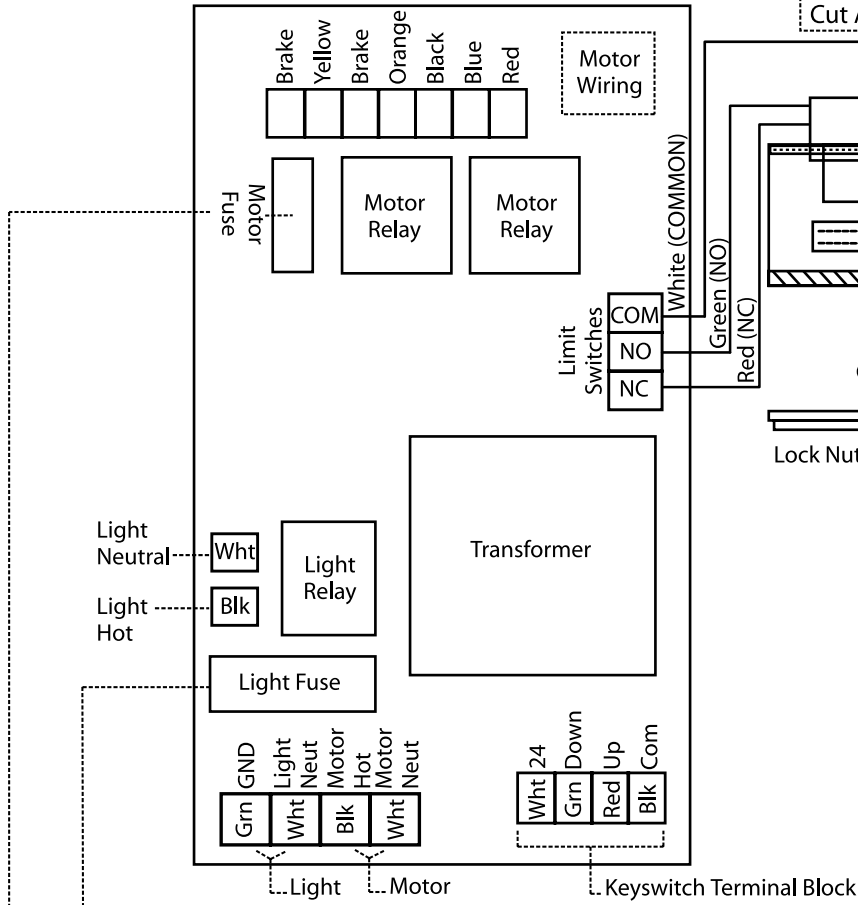 Cut A
Brake
Yellow
Brake
Orange
Black
Blue
Red
Motor
Wiring
Motor
Fuse
Motor
Relay
Motor
Relay
White (COMMON)
Green (NO)
Red (NC)
Limit
Switches
COM
NO
NC
Lock Nut
Transformer
Light
Neutral
Wht
Light
Hot
Blk
Light
Relay
Light Fuse
GND
Light
Neut
Motor
Hot
Motor
Neut
Grn
Wht
Blk
Wht
24
Down
Up
Com
Wht
Grn
Red
Blk
Light
Motor
Keyswitch Terminal Block